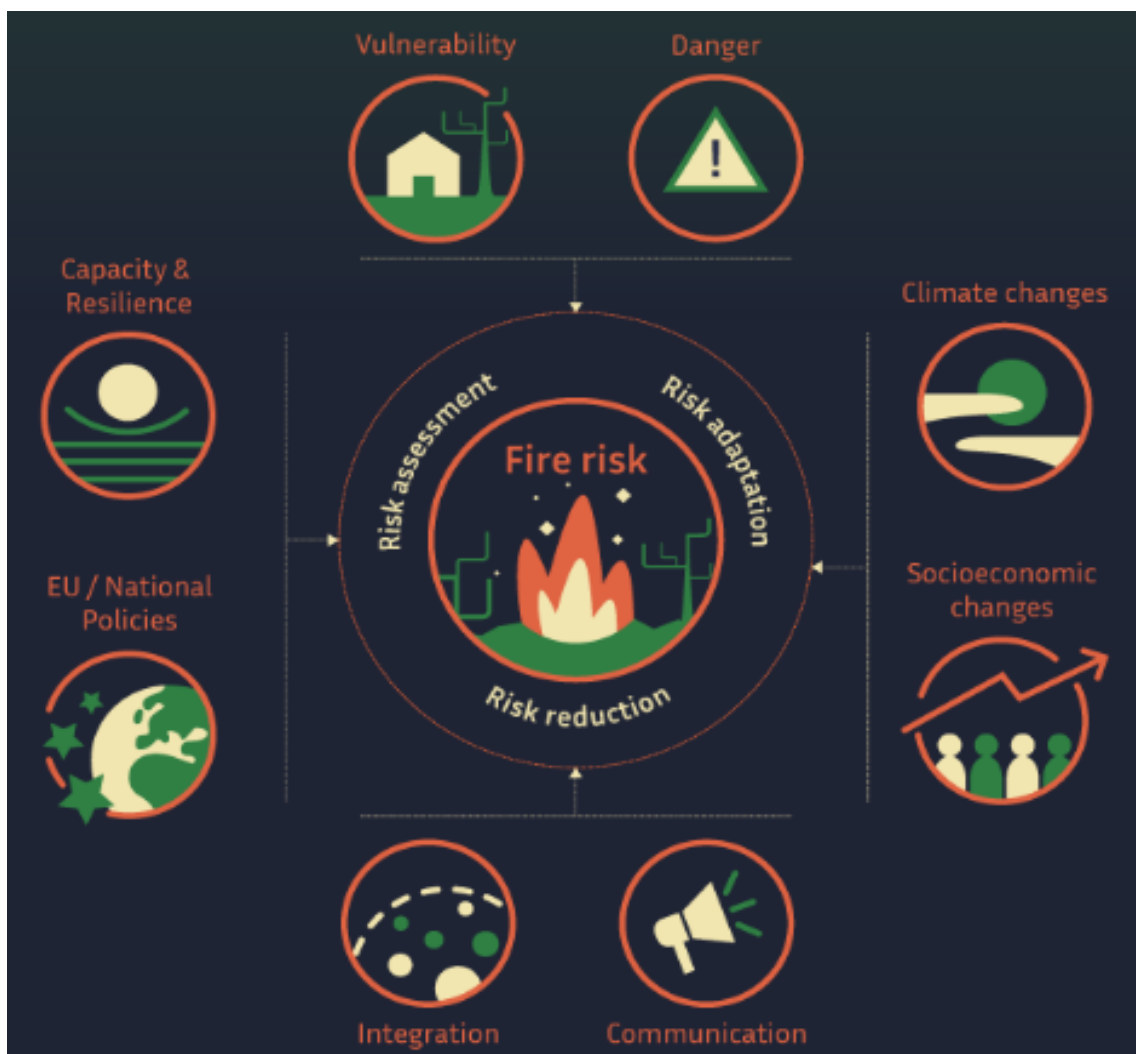 Vulnerability
Danger
Capacity &
Resilience
Climate changes
Risk assessment
Risk adaptation
Fire risk
!
EU / National
Policies
Socioeconomic
changes
Risk reduction
Integration
Communication